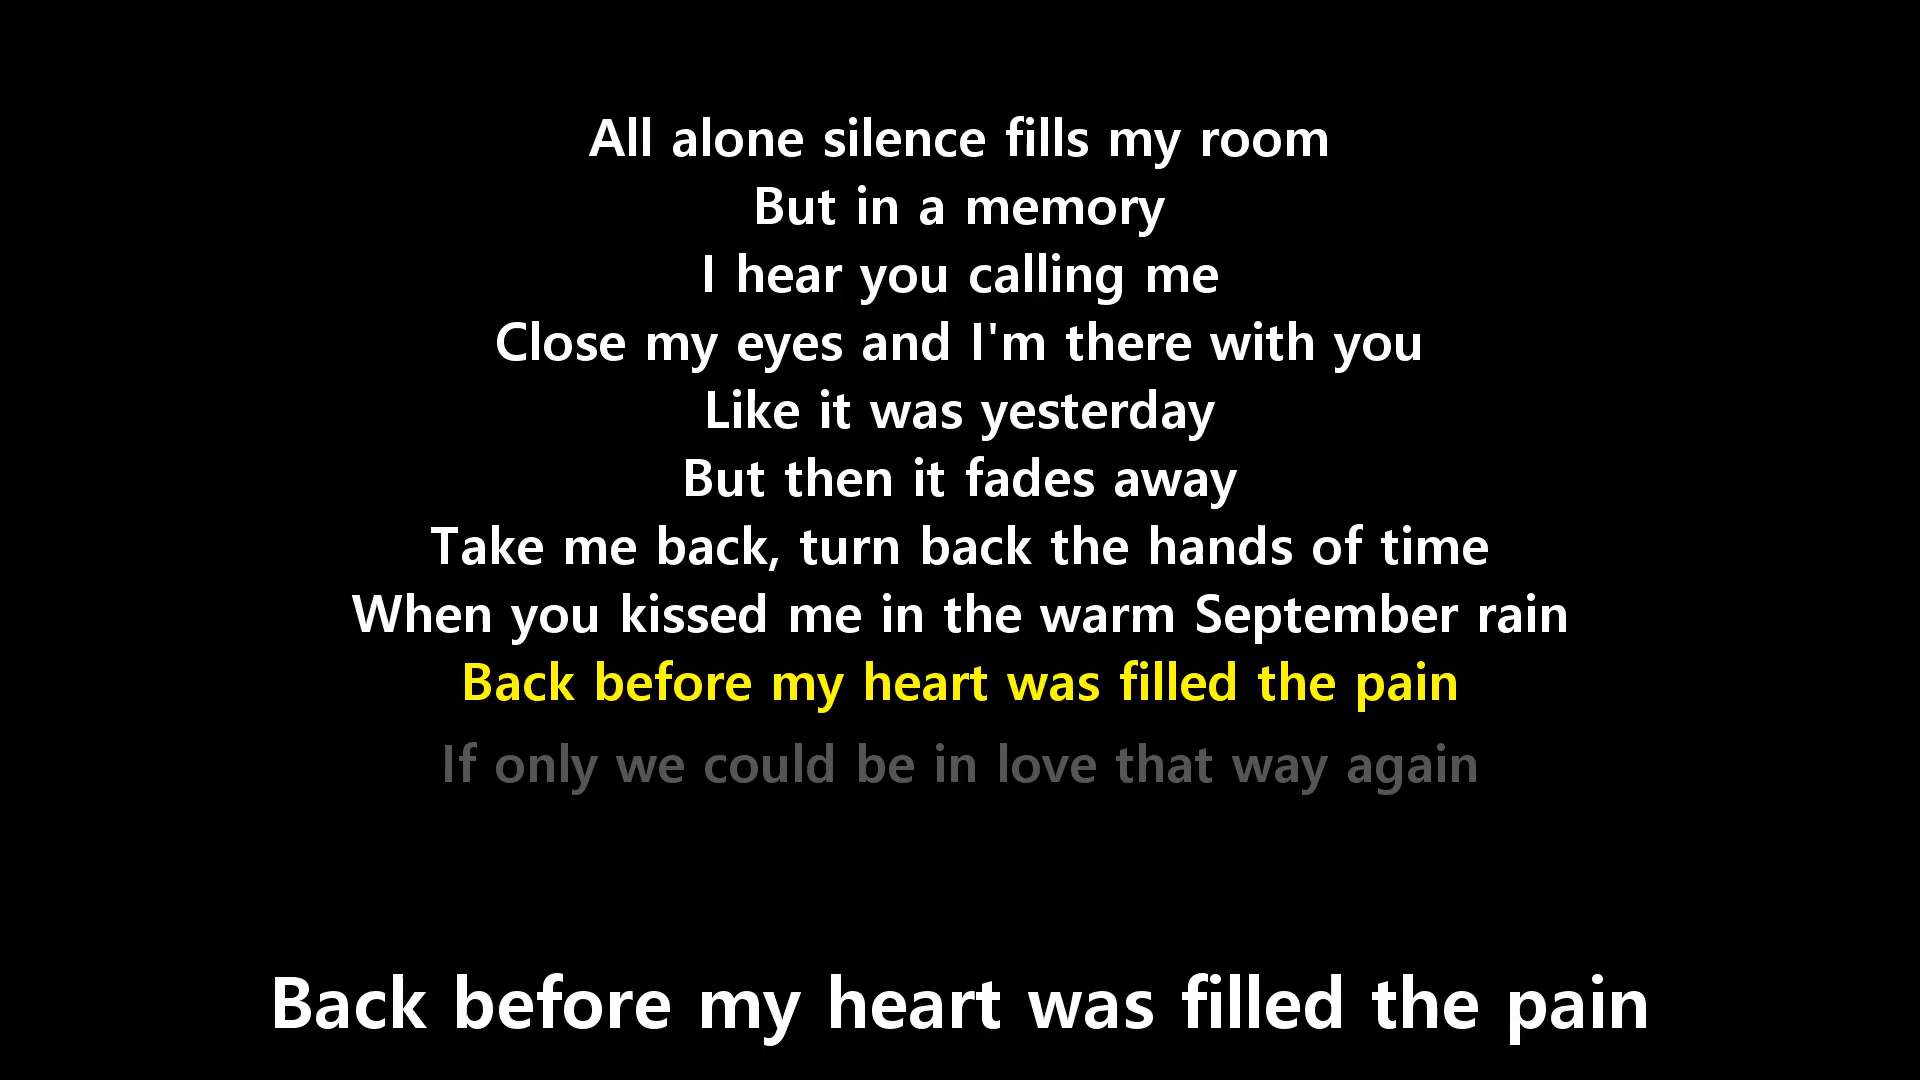 All alone silence fills my room
But in a memory
I hear you calling me
Close my eyes and I'm there with you
Like it was yesterday
But then it fades away
Take me back, turn back the hands of time
When you kissed me in the warm September rain
Back before my heart was filled the pain
If only we could be in love that way again
Back before my heart was filled the pain